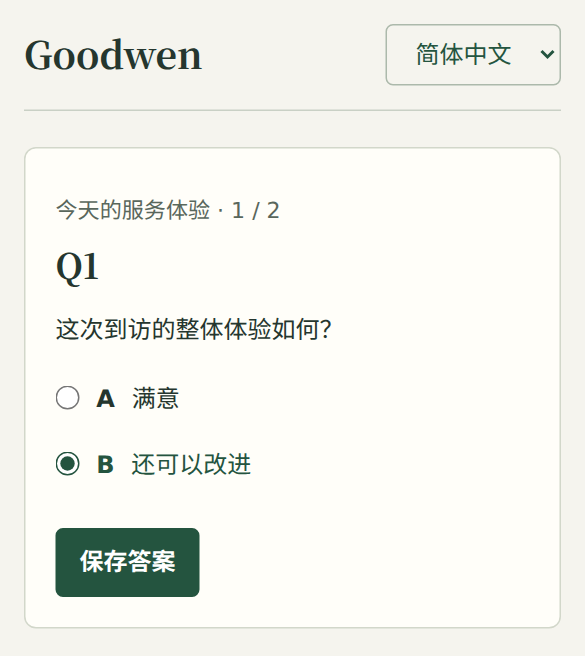 Goodwen
简体中文
今天的服务体验 · 1 / 2
Q1
这次到访的整体体验如何？
A 满意
B 还可以改进
保存答案